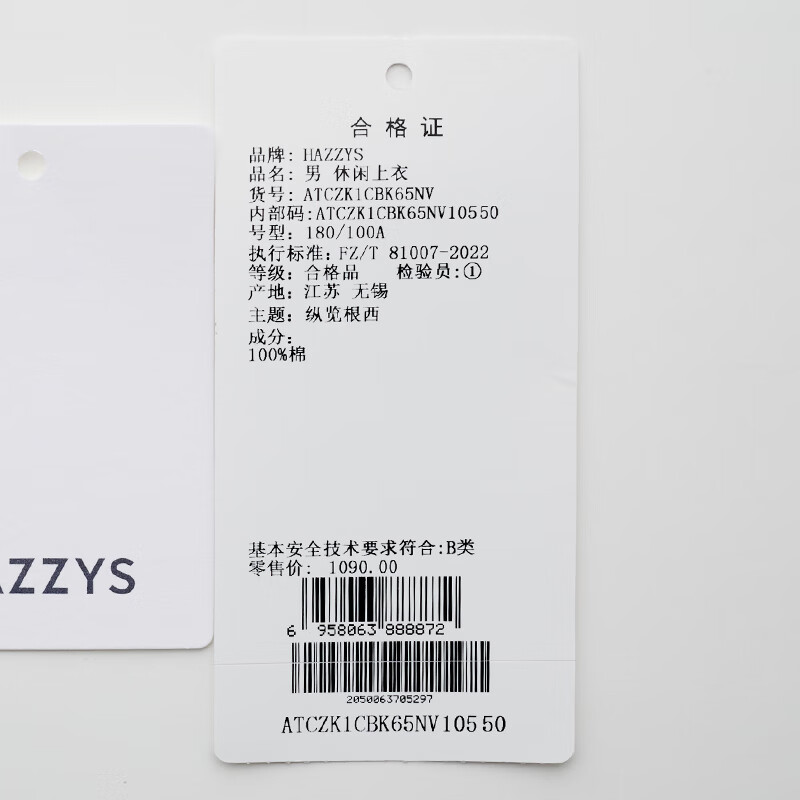 合格证
品牌: HAZZYS
品名: 男 休闲上衣
货号: ATCZK1CBK65NV
内部码:ATCZK1CBK65NV10550
号型: 180/100A
执行标准: FZ/T 81007-2022
等级: 合格品 检验员:①
产地: 江苏 无锡
主题: 纵览根西
成分:
100%棉
基本安全技术要求符合:B类
零售价: 1090.00
6 958063 888872
2050063705297
ATCZK1CBK65NV10550
AZZYS